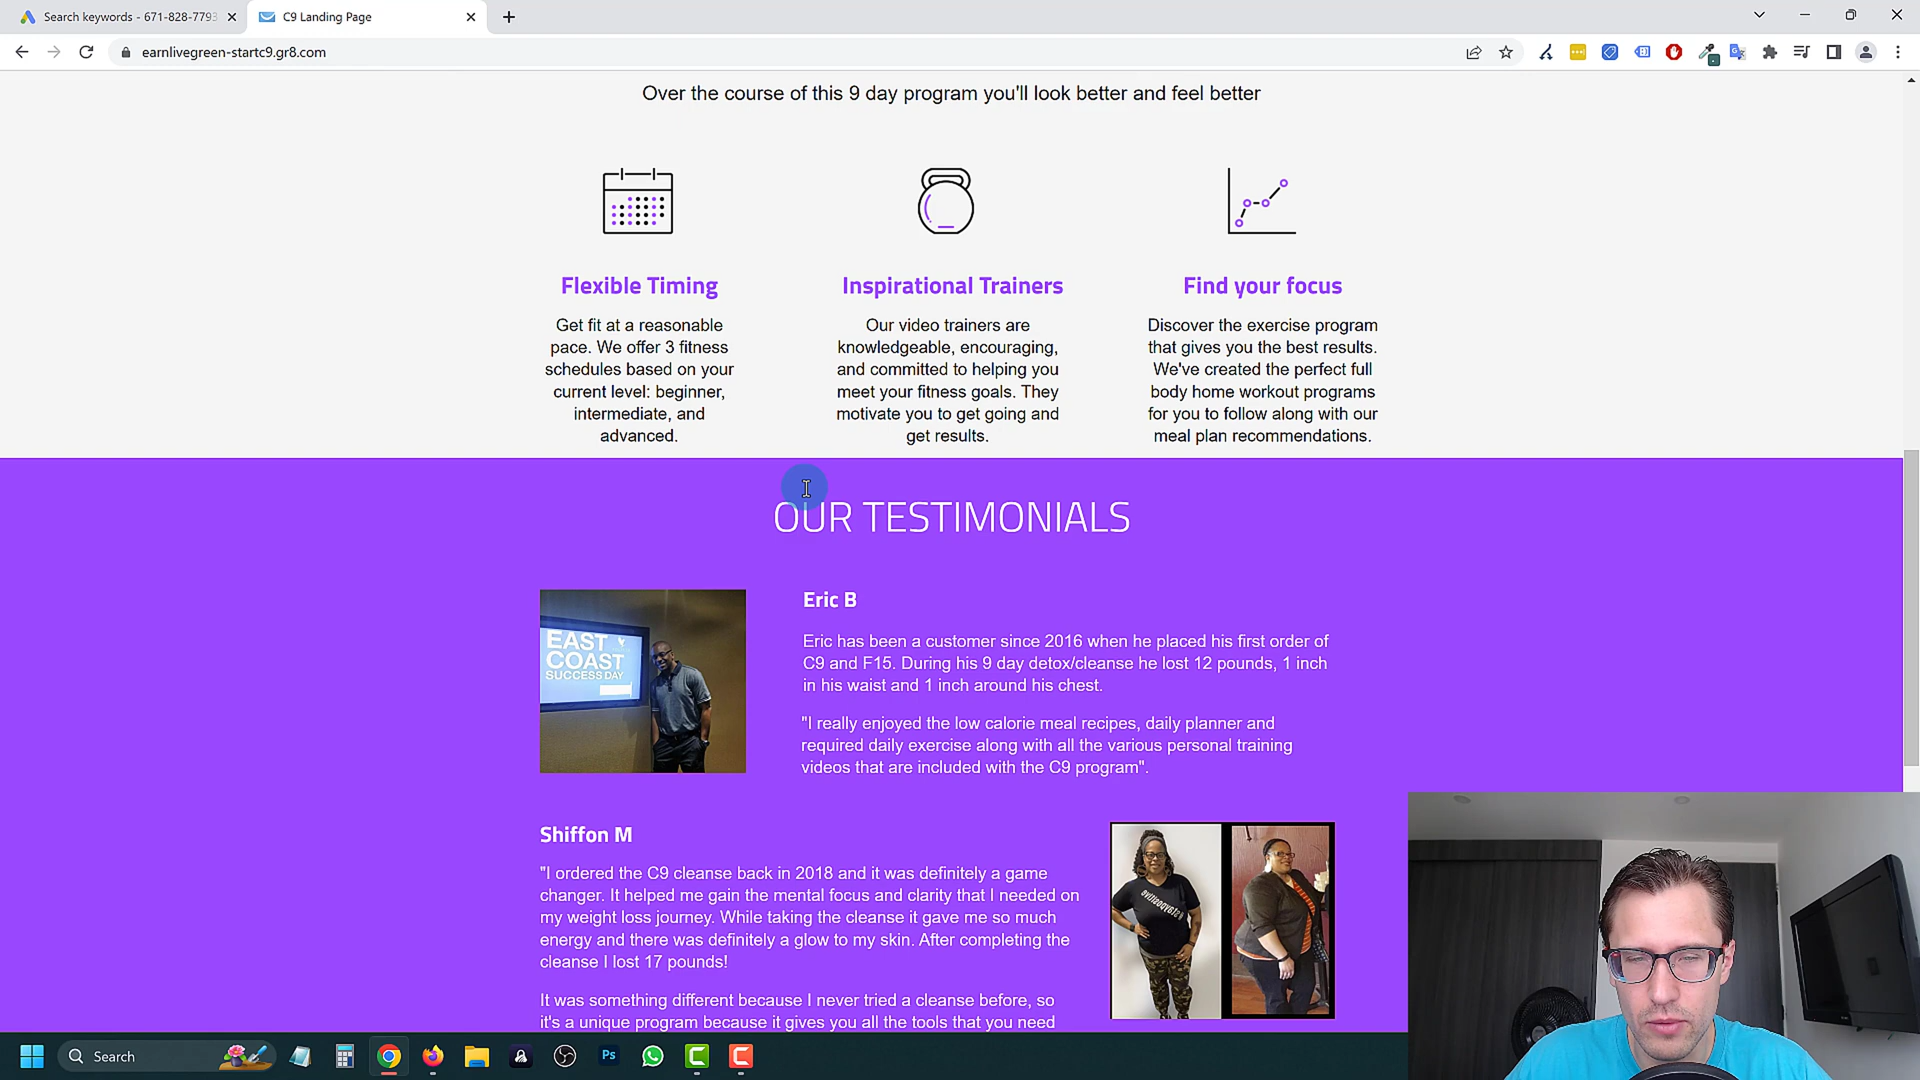 Search keywords - 671-828-7793
C9 Landing Page
earnlivegreen-startc9.gr8.com
Over the course of this 9 day program you'll look better and feel better
Flexible Timing
Get fit at a reasonable
pace. We offer 3 fitness
schedules based on your
current level: beginner,
intermediate, and
advanced.
Inspirational Trainers
Our video trainers are
knowledgeable, encouraging,
and committed to helping you
meet your fitness goals. They
motivate you to get going and
get results.
Find your focus
Discover the exercise program
that gives you the best results.
We've created the perfect full
body home workout programs
for you to follow along with our
meal plan recommendations.
OUR TESTIMONIALS
EAST
COAST
SUCCESS DAY
Eric B
Eric has been a customer since 2016 when he placed his first order of
C9 and F15. During his 9 day detox/cleanse he lost 12 pounds, 1 inch
in his waist and 1 inch around his chest.
"I really enjoyed the low calorie meal recipes, daily planner and
required daily exercise along with all the various personal training
videos that are included with the C9 program".
Shiffon M
"I ordered the C9 cleanse back in 2018 and it was definitely a game
changer. It helped me gain the mental focus and clarity that I needed on
my weight loss journey. While taking the cleanse it gave me so much
energy and there was definitely a glow to my skin. After completing the
cleanse I lost 17 pounds!
It was something different because I never tried a cleanse before, so
it's a unique program because it gives you all the tools that you need
Search
Ps